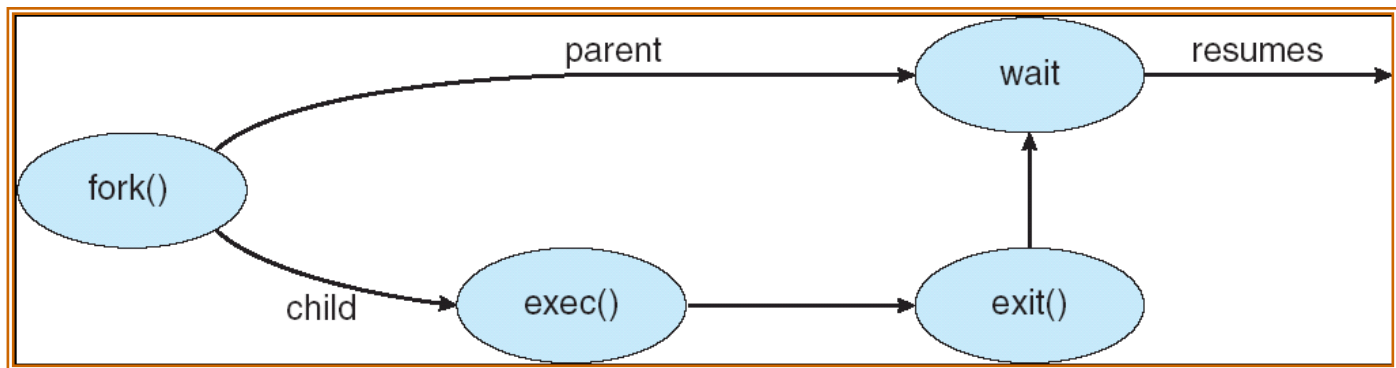 parent
wait
resumes
fork()
child
exec()
exit()